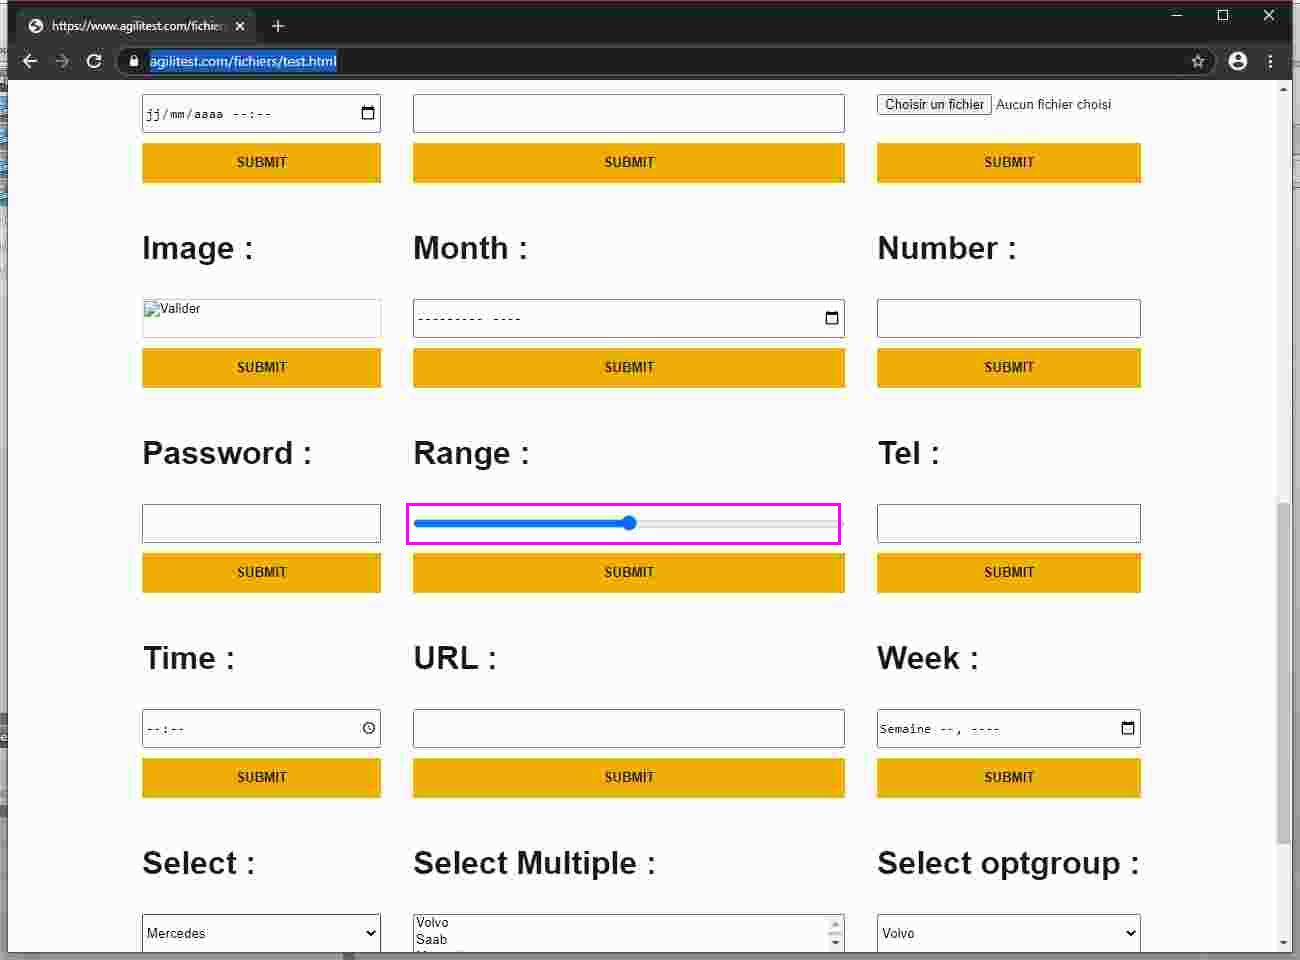 https://www.agilitest.com/fichier
agilitest.com/fichiers/test.html
jj/mm/aaaa --:--
Choisir un fichier Aucun fichier choisi
SUBMIT SUBMIT SUBMIT
Image : Month : Number :
Valider --------- ----
SUBMIT SUBMIT SUBMIT
Password : Range : Tel :
SUBMIT SUBMIT SUBMIT
Time : URL : Week :
--:-- Semaine --, ----
SUBMIT SUBMIT SUBMIT
Select : Select Multiple : Select optgroup :
Mercedes
Volvo
Saab
Volvo